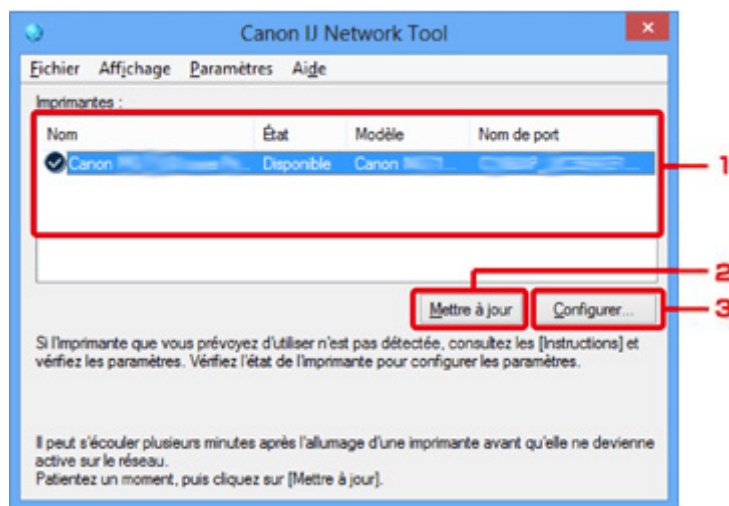 Canon IJ Network Tool
Fichier Affichage Paramètres Aide
Imprimantes :
Nom État Modèle Nom de port
Canon Disponible Canon
1
2
Mettre à jour Configurer...
3
Si l'imprimante que vous prévoyez d'utiliser n'est pas détectée, consultez les [Instructions] et
vérifiez les paramètres. Vérifiez l'état de l'imprimante pour configurer les paramètres.
Il peut s'écouler plusieurs minutes après l'allumage d'une imprimante avant qu'elle ne devienne
active sur le réseau.
Patientez un moment, puis cliquez sur [Mettre à jour].